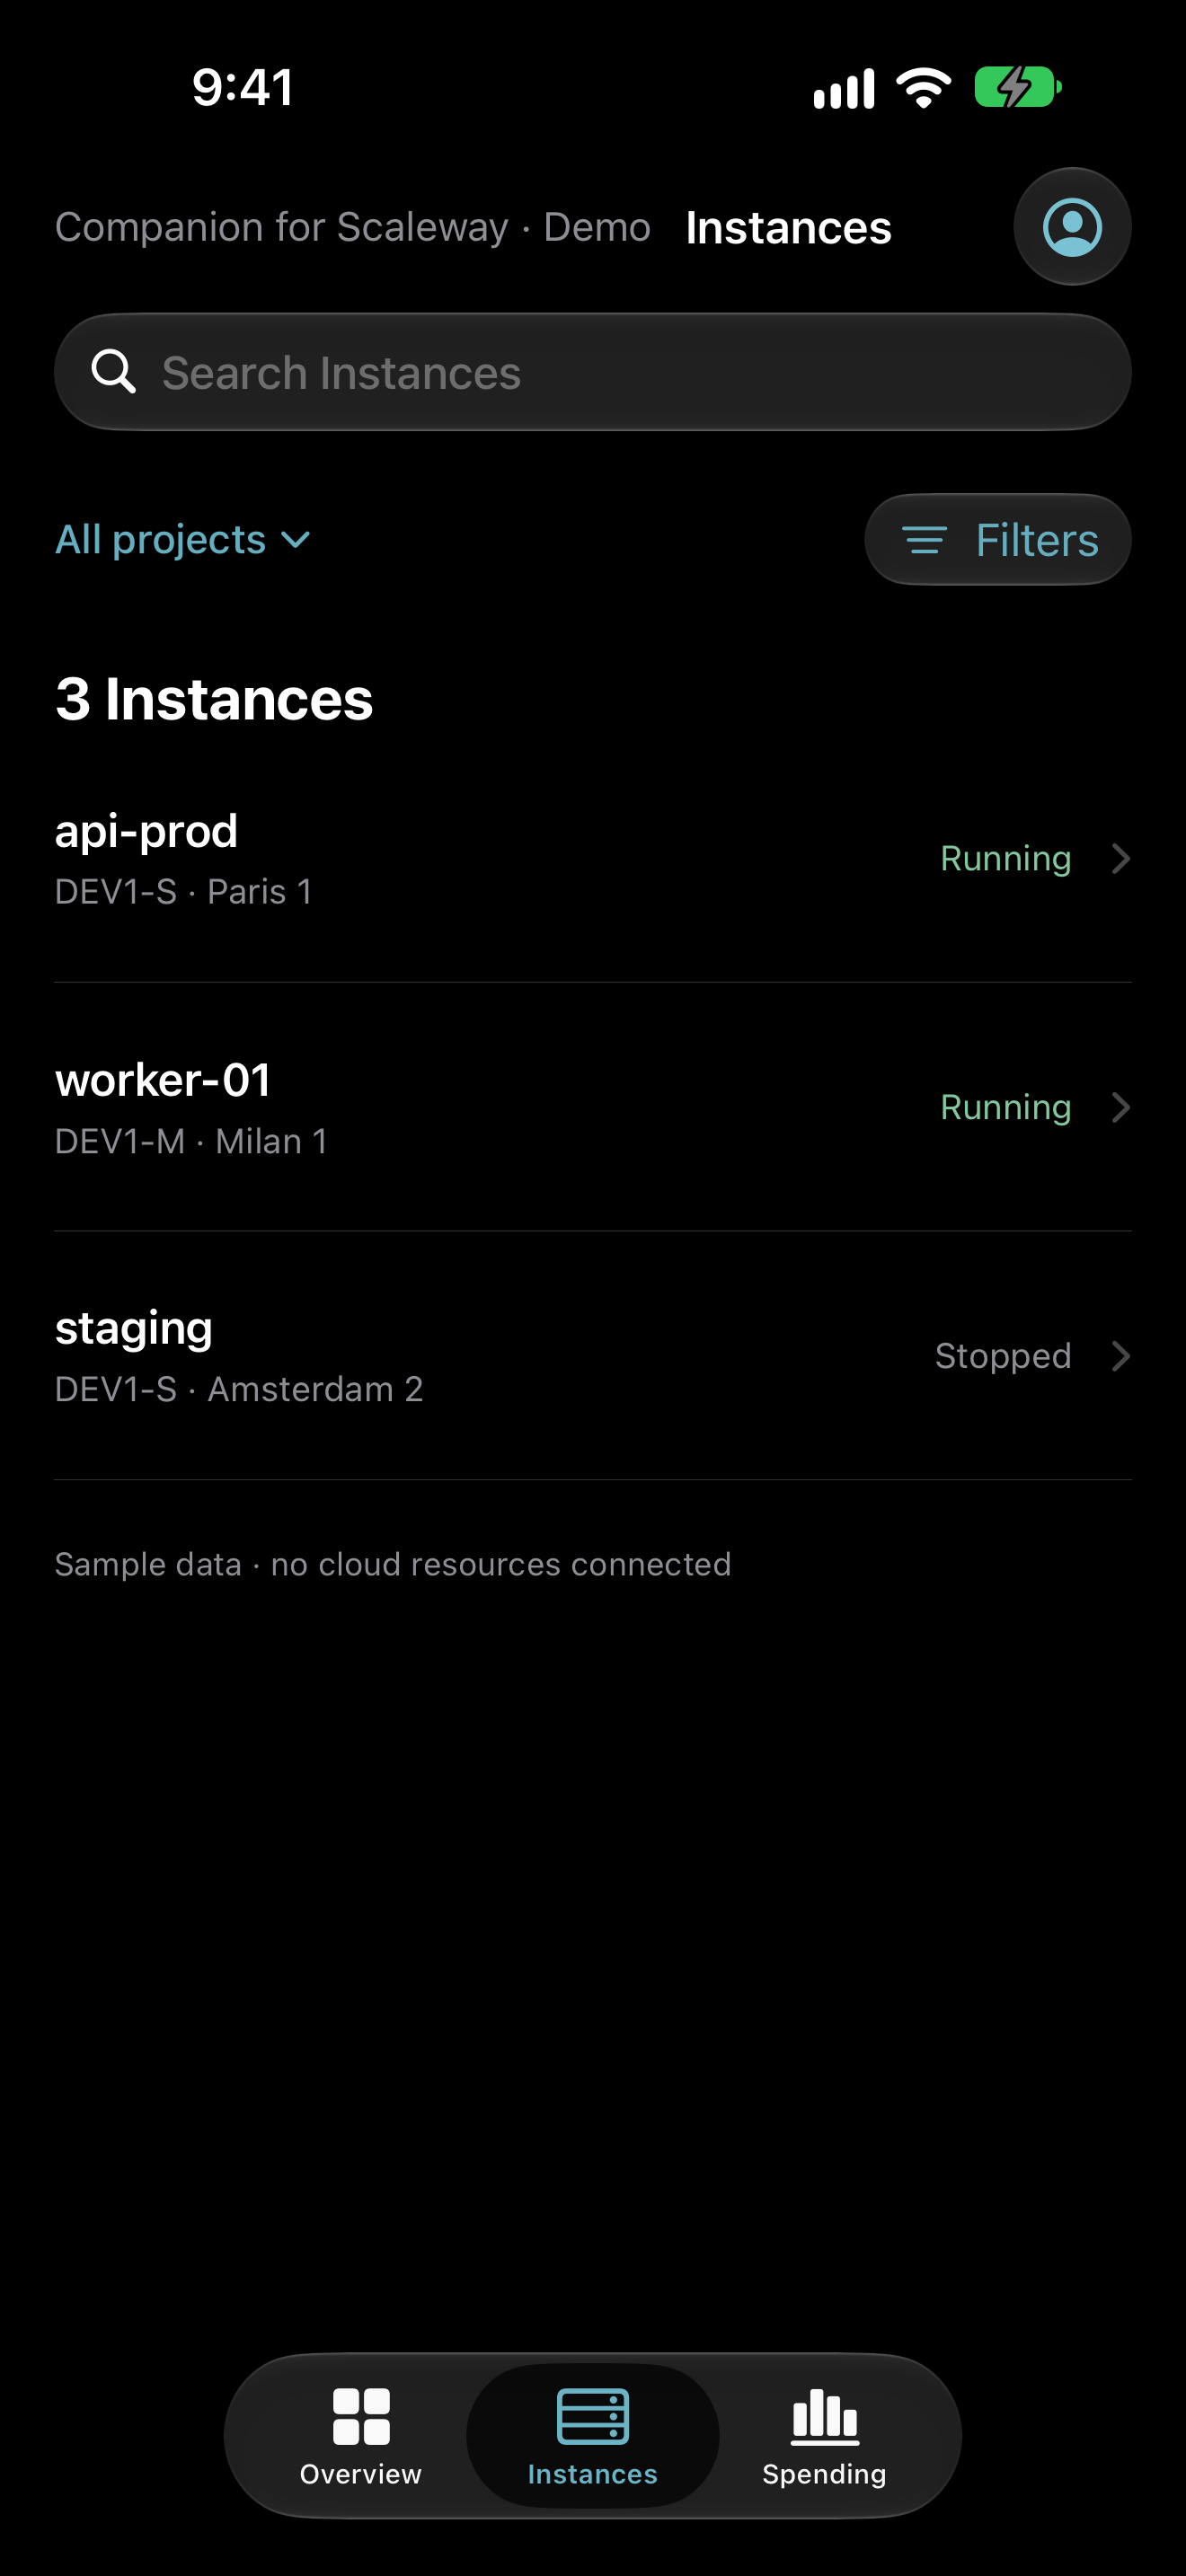 9:41
Companion for Scaleway · Demo Instances
Search Instances
All projects
Filters
3 Instances
api-prod
DEV1-S · Paris 1
Running
worker-01
DEV1-M · Milan 1
Running
staging
DEV1-S · Amsterdam 2
Stopped
Sample data · no cloud resources connected
Overview
Instances
Spending